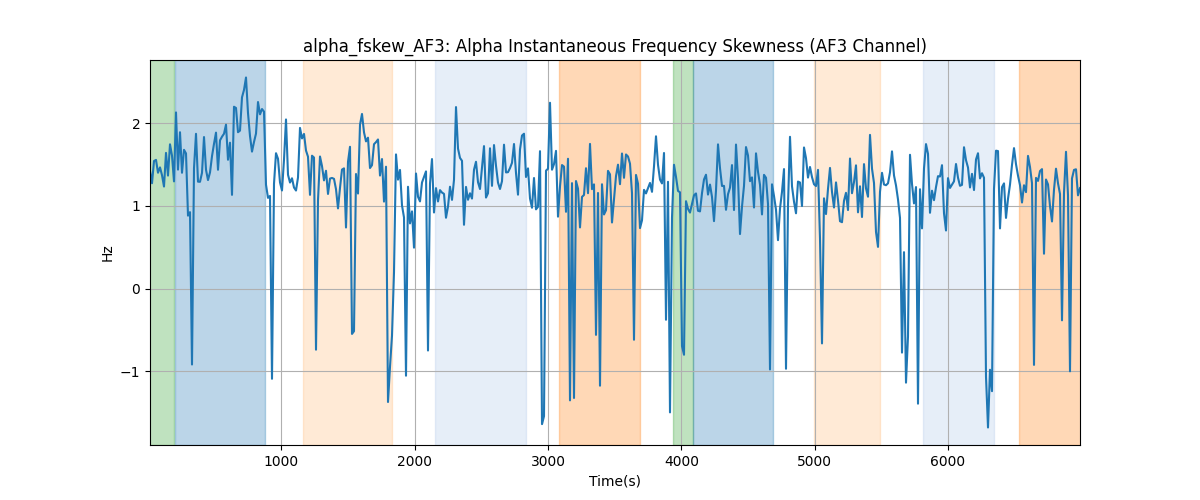 alpha_fskew_AF3: Alpha Instantaneous Frequency Skewness (AF3 Channel)
2
1
0
−1
Hz
1000 2000 3000 4000 5000 6000
Time(s)